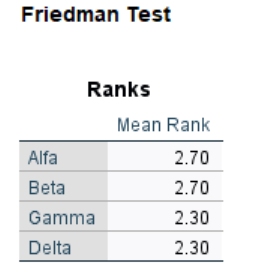 Friedman Test
Ranks
Mean Rank
Alfa 2.70
Beta 2.70
Gamma 2.30
Delta 2.30